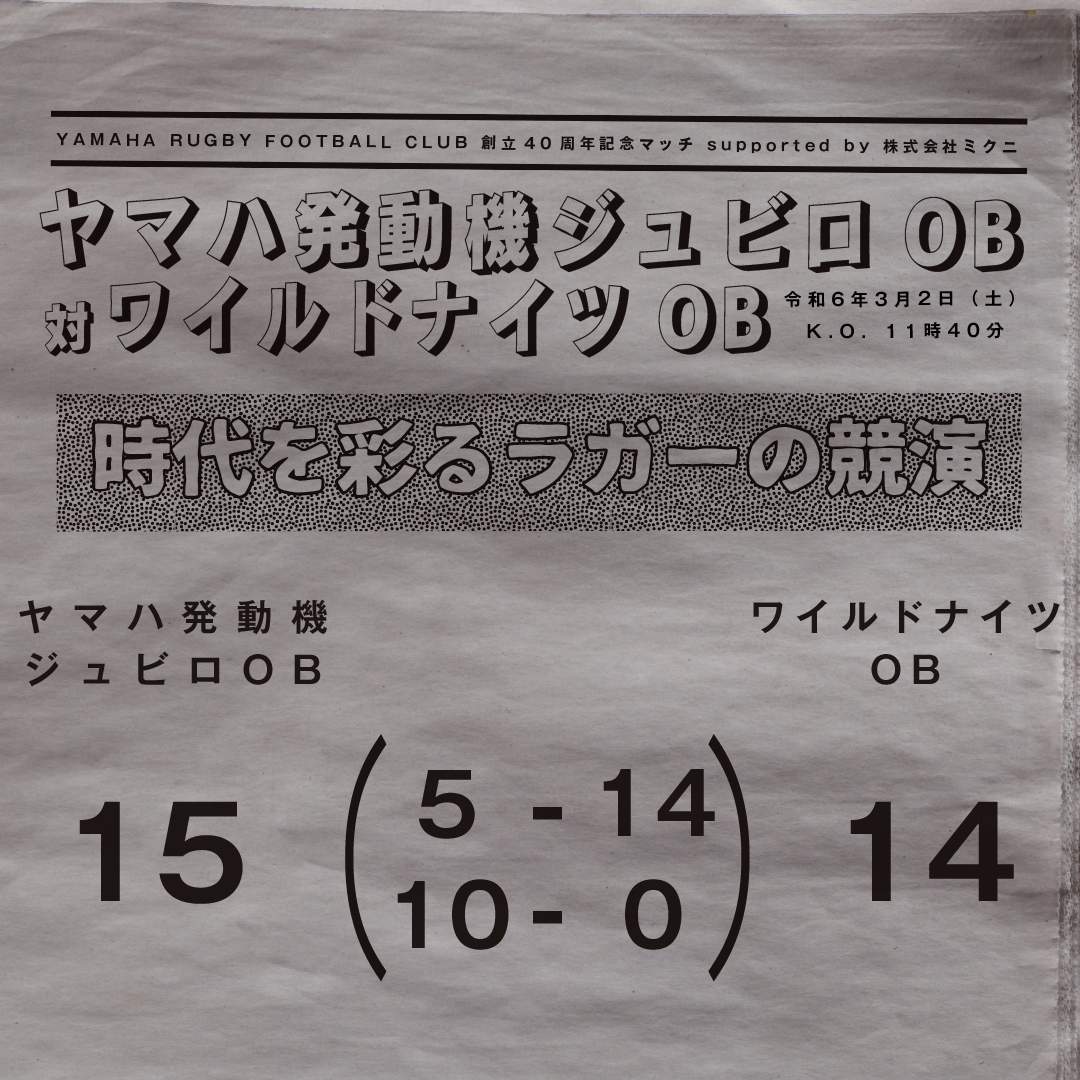 YAMAHA RUGBY FOOTBALL CLUB 創立40周年記念マッチ supported by 株式会社ミクニ
ヤマハ発動機ジュビロ OB
対ワイルドナイツ OB
令和6年3月2日（土）
K.O. 11時40分
時代を彩るラガーの競演
ヤマハ発動機
ジュビロOB
ワイルドナイツ
OB
15
5 - 14
10 - 0
14